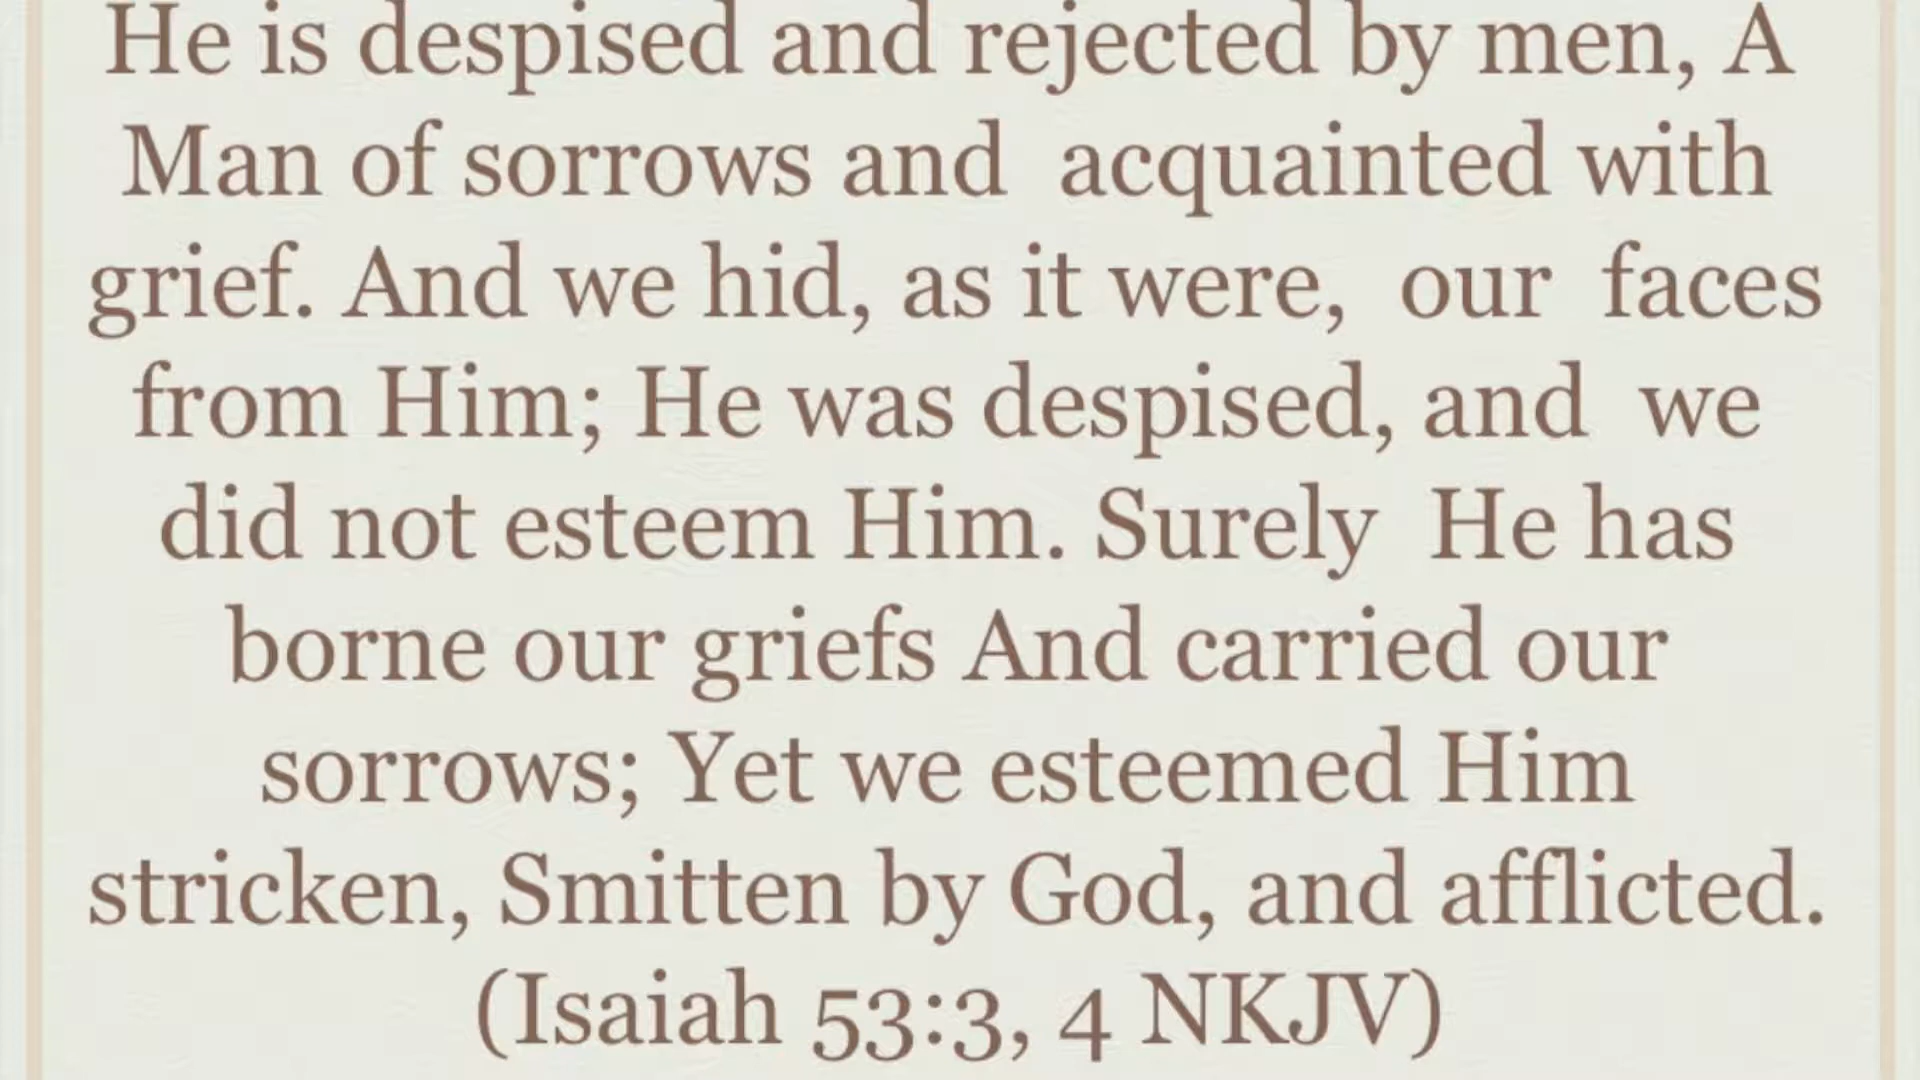 He is despised and rejected by men, A
Man of sorrows and  acquainted with
grief. And we hid, as it were,  our  faces
from Him; He was despised, and  we
did not esteem Him. Surely  He has
borne our griefs And carried our
sorrows; Yet we esteemed Him
stricken, Smitten by God, and afflicted.
(Isaiah 53:3, 4 NKJV)